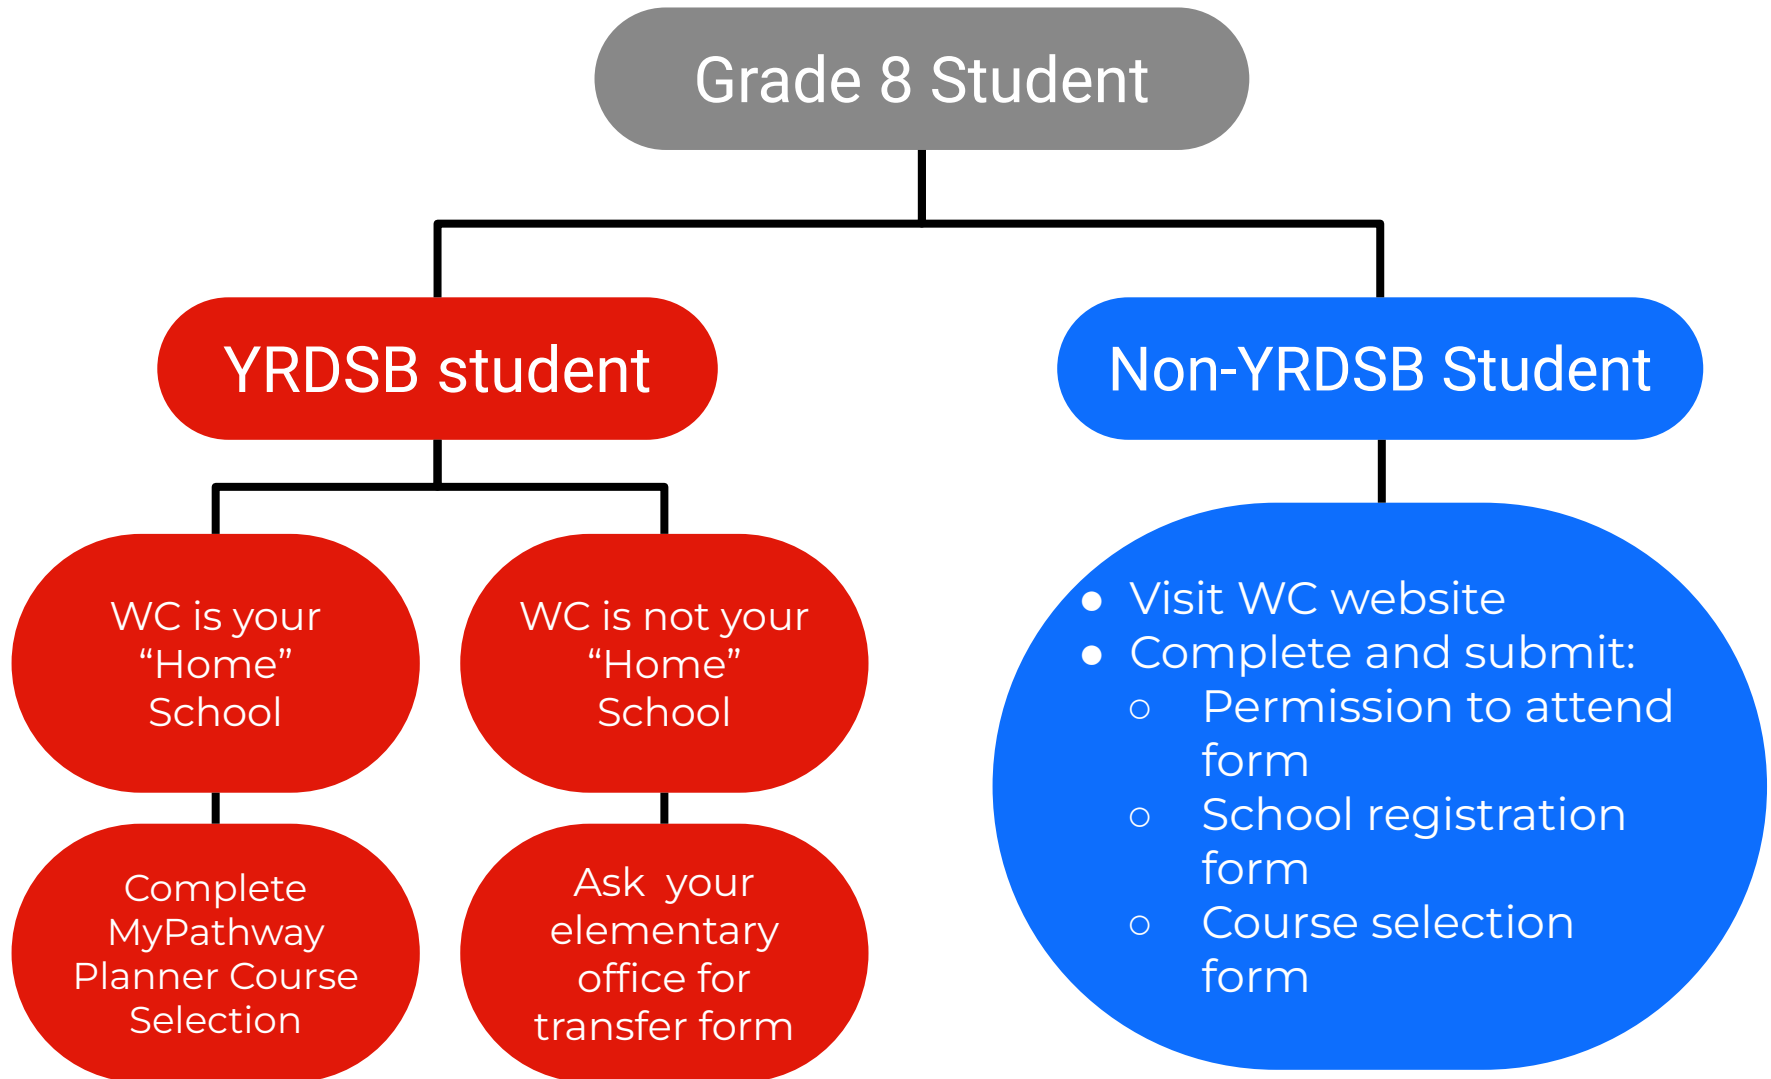 Grade 8 Student
YRDSB student
Non-YRDSB Student
WC is your
“Home”
School
WC is not your
“Home”
School
Complete
MyPathway
Planner Course
Selection
Ask your
elementary
office for
transfer form
● Visit WC website
● Complete and submit:
○ Permission to attend
form
○ School registration
form
○ Course selection
form